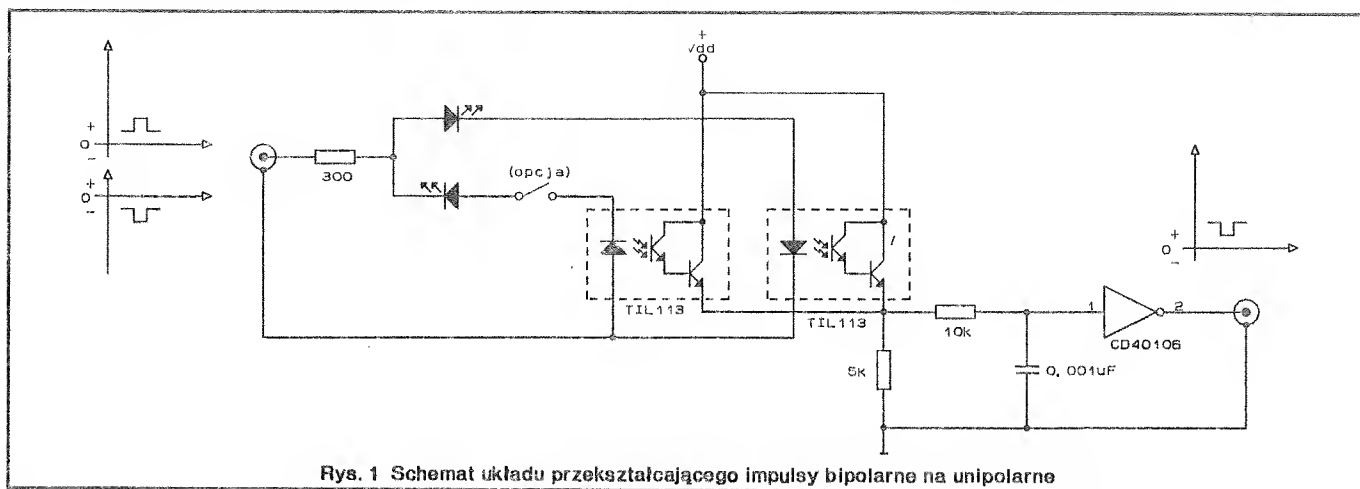 +
Vdd
+
0
-
+
0
-
300
(opcja)
TIL113
TIL113
10k
5k
0,001uF
1
2
CD40106
+
0
-
Rys. 1 Schemat układu przekształcającego impulsy bipolarne na unipolarne